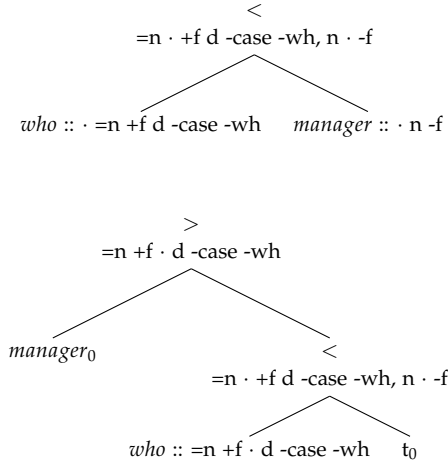 <
=n · +f d -case -wh, n · -f
who :: · =n +f d -case -wh manager :: · n -f
>
=n +f · d -case -wh
manager₀
<
=n · +f d -case -wh, n · -f
who :: =n +f · d -case -wh t₀